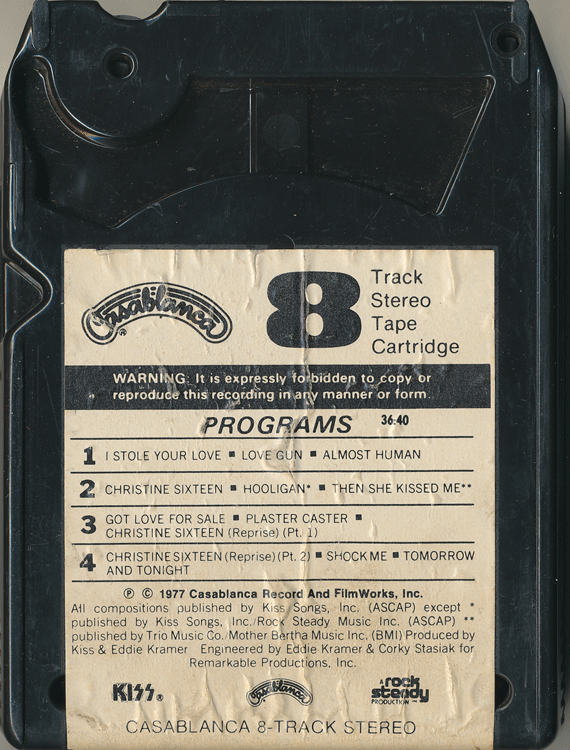 Casablanca ®
8 Track
Stereo
Tape
Cartridge
WARNING: It is expressly forbidden to copy or
reproduce this recording in any manner or form.
PROGRAMS 36:40
1 I STOLE YOUR LOVE ■ LOVE GUN ■ ALMOST HUMAN
2 CHRISTINE SIXTEEN ■ HOOLIGAN* ■ THEN SHE KISSED ME**
3 GOT LOVE FOR SALE ■ PLASTER CASTER ■
CHRISTINE SIXTEEN (Reprise) (Pt. 1)
4 CHRISTINE SIXTEEN (Reprise) (Pt. 2) ■ SHOCK ME ■ TOMORROW
AND TONIGHT
℗ © 1977 Casablanca Record And FilmWorks, Inc.
All compositions published by Kiss Songs, Inc. (ASCAP) except *
published by Kiss Songs, Inc./Rock Steady Music Inc. (ASCAP) **
published by Trio Music Co./Mother Bertha Music Inc. (BMI) Produced by
Kiss & Eddie Kramer Engineered by Eddie Kramer & Corky Stasiak for
Remarkable Productions, Inc.
KISS® Casablanca A rock
steady
PRODUCTION™
CASABLANCA 8-TRACK STEREO